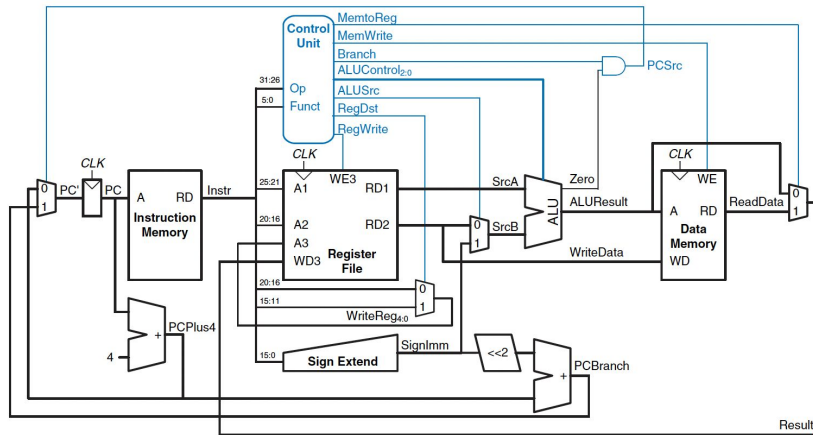 MemtoReg
Control
Unit
MemWrite
Branch
ALUControl2:0
PCSrc
31:26
Op
ALUSrc
5:0
Funct
RegDst
RegWrite
CLK
CLK
CLK
0
1
PC'
PC
A
RD
Instr
Instruction
Memory
25:21
A1
WE3
RD1
SrcA
Zero
WE
0
1
20:16
A2
RD2
0
1
SrcB
ALU
ALUResult
A
RD
ReadData
Data
Memory
A3
WD3
Register
File
WriteData
WD
20:16
0
15:11
1
WriteReg4:0
PCPlus4
+
4
15:0
Sign Extend
SignImm
<<2
+
PCBranch
Result